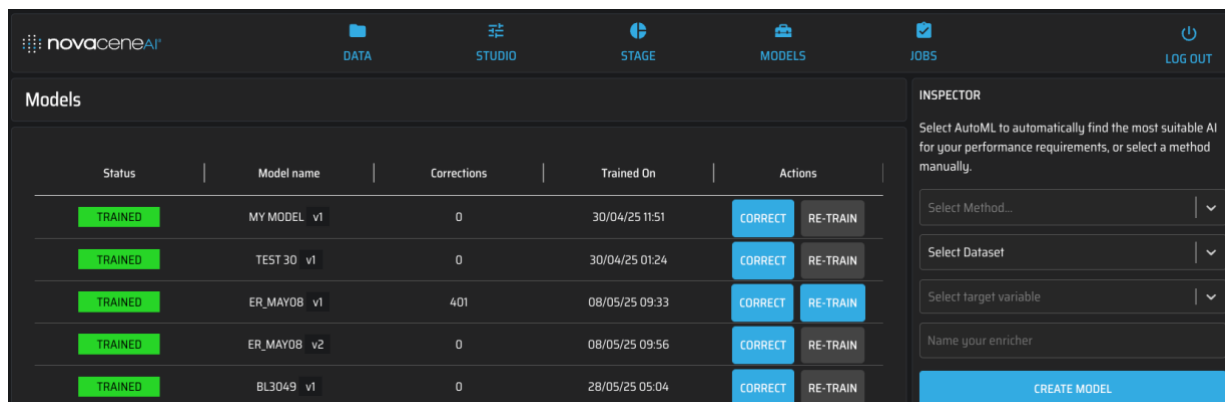 novaceneAI
DATA
STUDIO
STAGE
MODELS
JOBS
LOG OUT
Models
Status Model name Corrections Trained On Actions
TRAINED MY MODEL v1 0 30/04/25 11:51 CORRECT RE-TRAIN
TRAINED TEST 30 v1 0 30/04/25 01:24 CORRECT RE-TRAIN
TRAINED ER_MAY08 v1 401 08/05/25 09:33 CORRECT RE-TRAIN
TRAINED ER_MAY08 v2 0 08/05/25 09:56 CORRECT RE-TRAIN
TRAINED BL3049 v1 0 28/05/25 05:04 CORRECT RE-TRAIN
INSPECTOR
Select AutoML to automatically find the most suitable AI
for your performance requirements, or select a method
manually.
Select Method...
Select Dataset
Select target variable
Name your enricher
CREATE MODEL